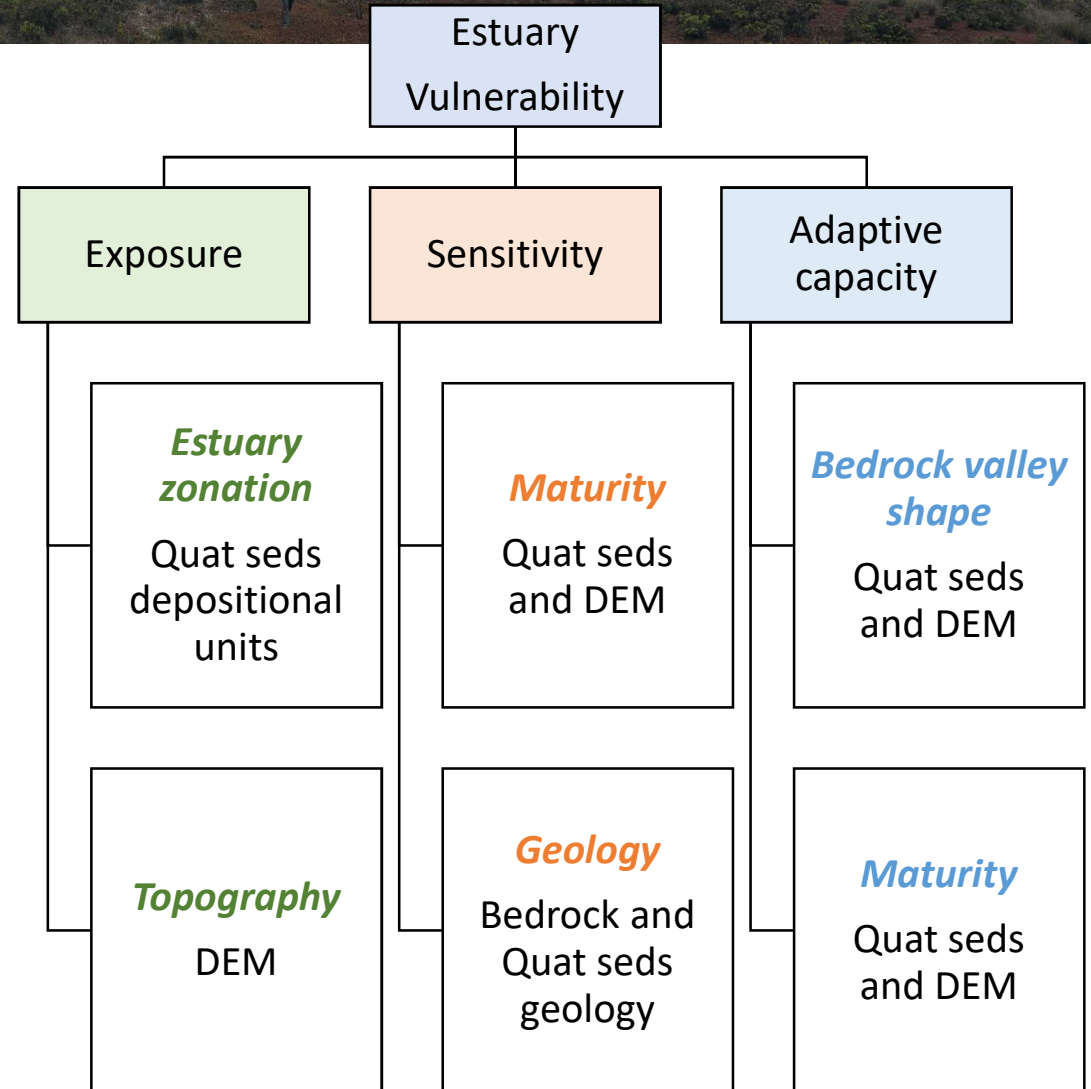 Estuary
Vulnerability
Exposure
Sensitivity
Adaptive
capacity
Estuary
zonation
Quat seds
depositional
units
Maturity
Quat seds
and DEM
Bedrock valley
shape
Quat seds
and DEM
Topography
DEM
Geology
Bedrock and
Quat seds
geology
Maturity
Quat seds
and DEM